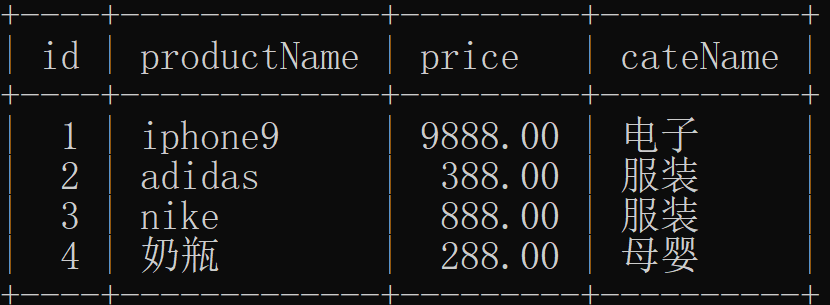 +----+-------------+---------+----------+
| id | productName | price   | cateName |
+----+-------------+---------+----------+
|  1 | iphone9     | 9888.00 | 电子     |
|  2 | adidas      |  388.00 | 服装     |
|  3 | nike        |  888.00 | 服装     |
|  4 | 奶瓶        |  288.00 | 母婴     |
+----+-------------+---------+----------+